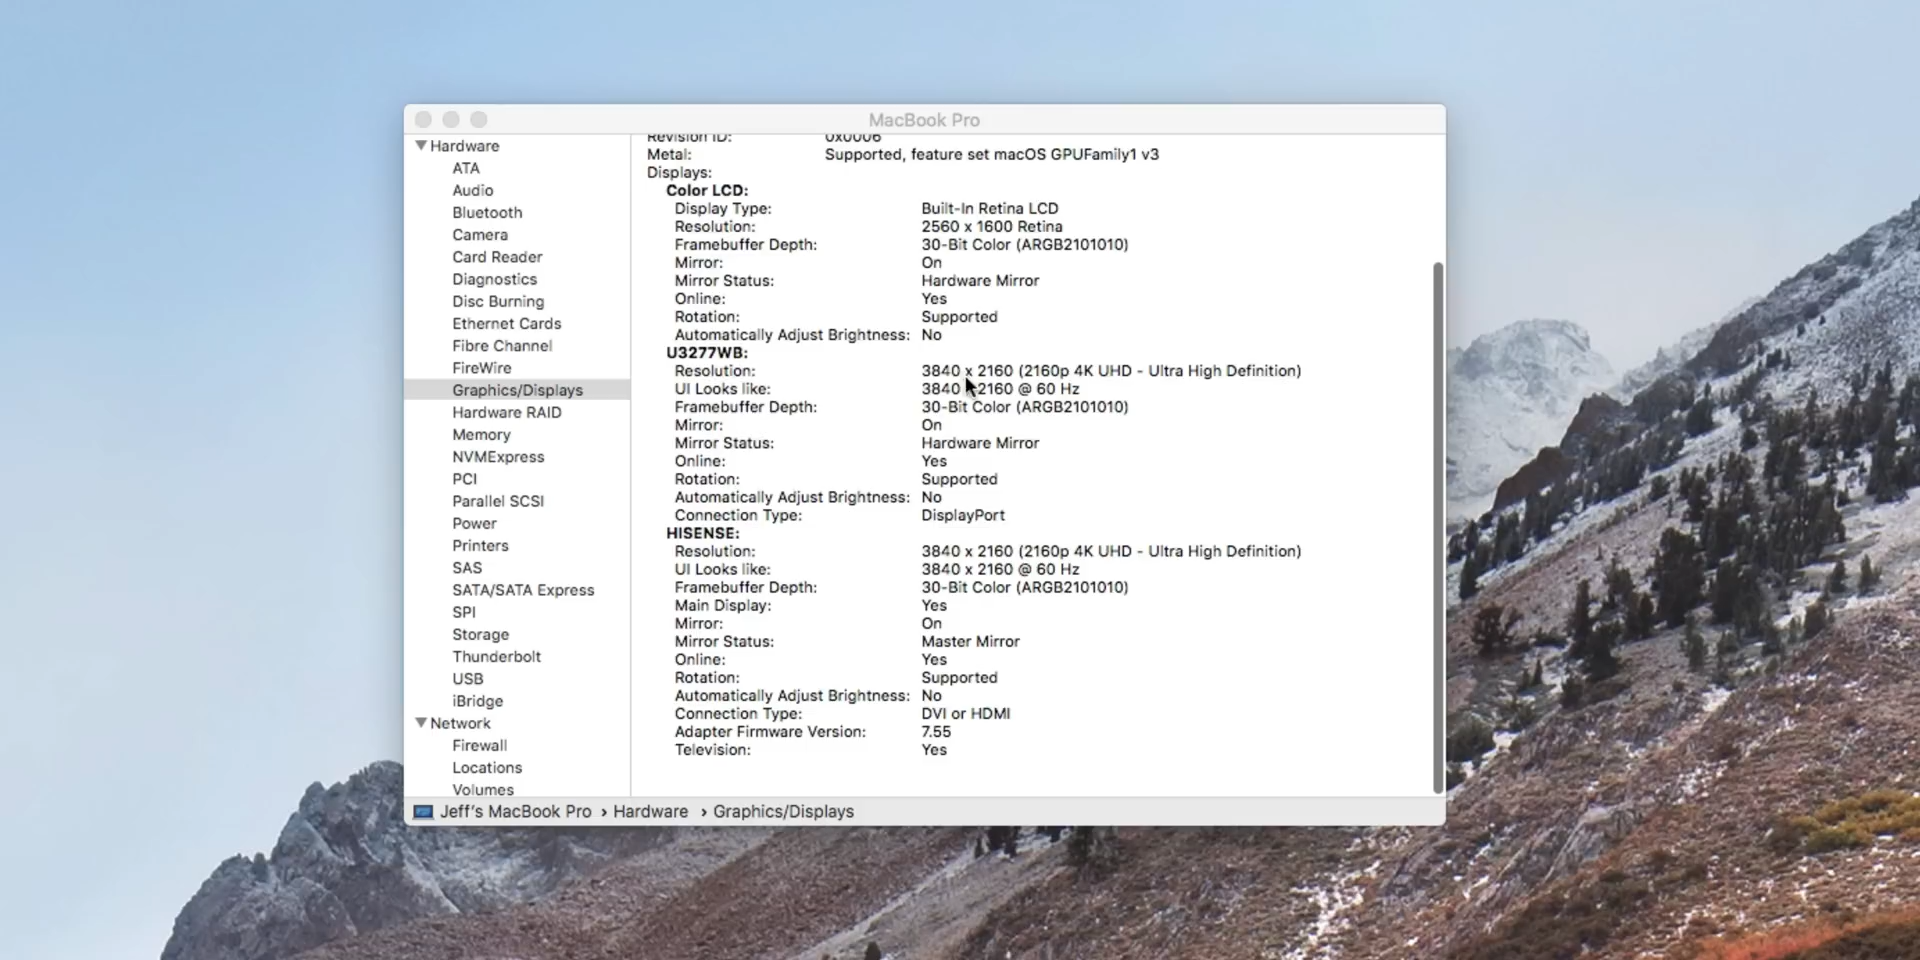 MacBook Pro
Hardware
ATA
Audio
Bluetooth
Camera
Card Reader
Diagnostics
Disc Burning
Ethernet Cards
Fibre Channel
FireWire
Graphics/Displays
Hardware RAID
Memory
NVMExpress
PCI
Parallel SCSI
Power
Printers
SAS
SATA/SATA Express
SPI
Storage
Thunderbolt
USB
iBridge
Network
Firewall
Locations
Volumes
Revision ID: 0x0006
Metal: Supported, feature set macOS GPUFamily1 v3
Displays:
Color LCD:
Display Type: Built-In Retina LCD
Resolution: 2560 x 1600 Retina
Framebuffer Depth: 30-Bit Color (ARGB2101010)
Mirror: On
Mirror Status: Hardware Mirror
Online: Yes
Rotation: Supported
Automatically Adjust Brightness: No
U3277WB:
Resolution: 3840 x 2160 (2160p 4K UHD - Ultra High Definition)
UI Looks like: 3840 x 2160 @ 60 Hz
Framebuffer Depth: 30-Bit Color (ARGB2101010)
Mirror: On
Mirror Status: Hardware Mirror
Online: Yes
Rotation: Supported
Automatically Adjust Brightness: No
Connection Type: DisplayPort
HISENSE:
Resolution: 3840 x 2160 (2160p 4K UHD - Ultra High Definition)
UI Looks like: 3840 x 2160 @ 60 Hz
Framebuffer Depth: 30-Bit Color (ARGB2101010)
Main Display: Yes
Mirror: On
Mirror Status: Master Mirror
Online: Yes
Rotation: Supported
Automatically Adjust Brightness: No
Connection Type: DVI or HDMI
Adapter Firmware Version: 7.55
Television: Yes
Jeff's MacBook Pro › Hardware › Graphics/Displays